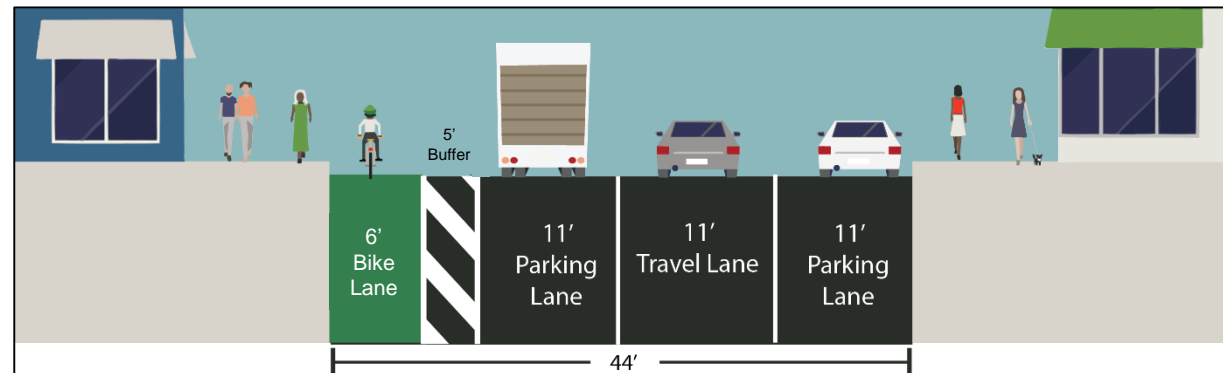 5’
Buffer
6’
Bike
Lane
11’
Parking
Lane
11’
Travel Lane
11’
Parking
Lane
44’